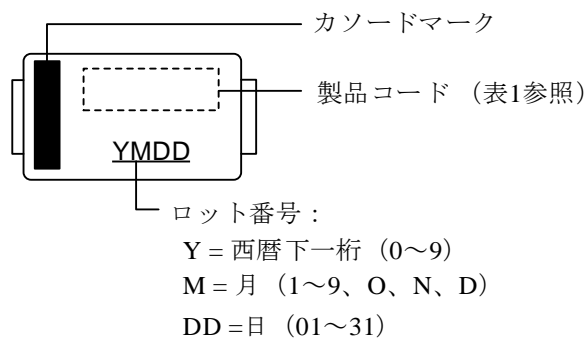 カソードマーク
製品コード （表1参照）
YMDD
ロット番号：
Y = 西暦下一桁（0～9）
M = 月（1～9、O、N、D）
DD =日（01～31）